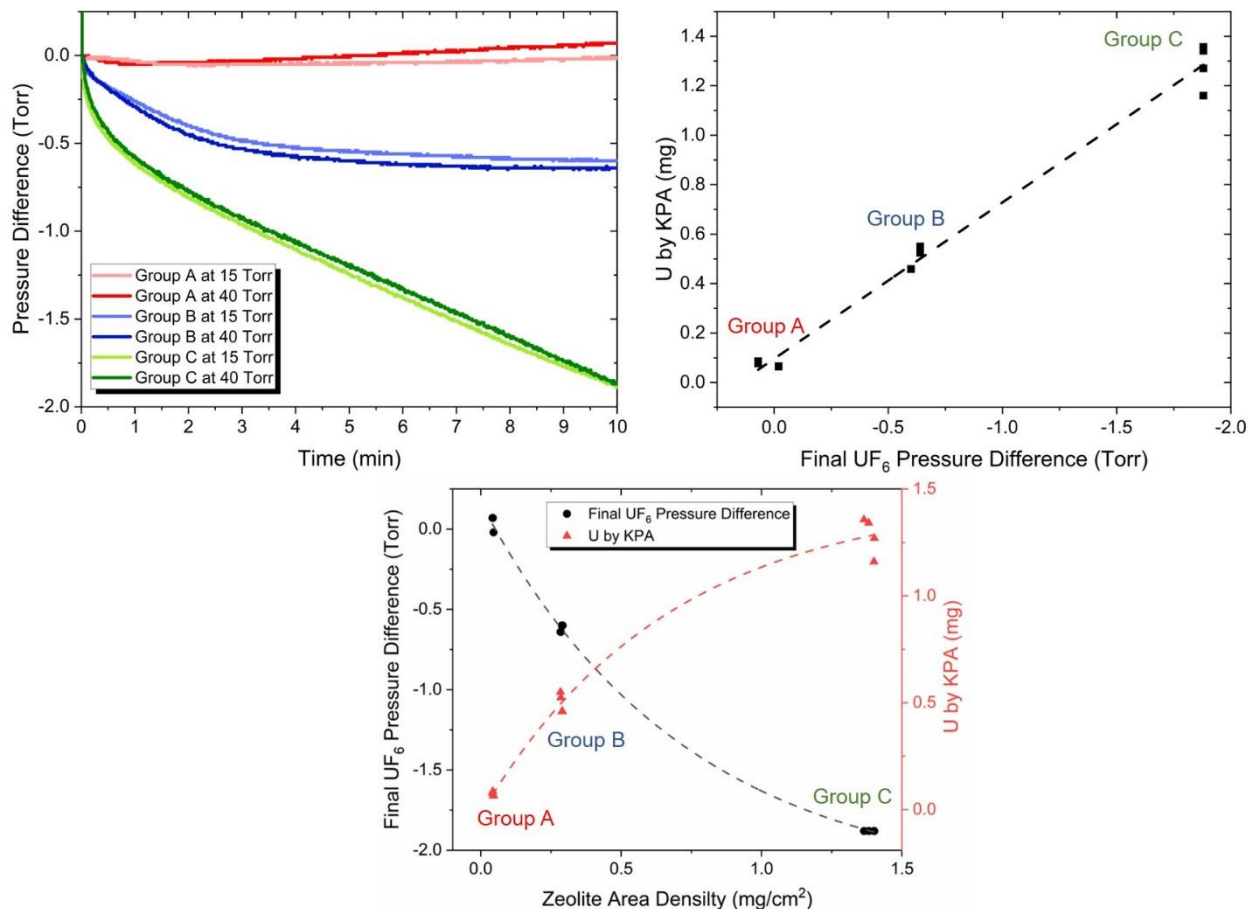 0.0
-0.5
-1.0
-1.5
-2.0
Pressure Difference (Torr)
Group A at 15 Torr
Group A at 40 Torr
Group B at 15 Torr
Group B at 40 Torr
Group C at 15 Torr
Group C at 40 Torr
0 1 2 3 4 5 6 7 8 9 10
Time (min)
1.4
1.2
1.0
0.8
0.6
0.4
0.2
0.0
U by KPA (mg)
Group C
Group B
Group A
0.0 -0.5 -1.0 -1.5 -2.0
Final UF₆ Pressure Difference (Torr)
0.0
-0.5
-1.0
-1.5
-2.0
Final UF₆ Pressure Difference (Torr)
Final UF₆ Pressure Difference
U by KPA
Group B
Group A
Group C
1.5
1.0
0.5
0.0
U by KPA (mg)
0.0 0.5 1.0 1.5
Zeolite Area Densilty (mg/cm²)